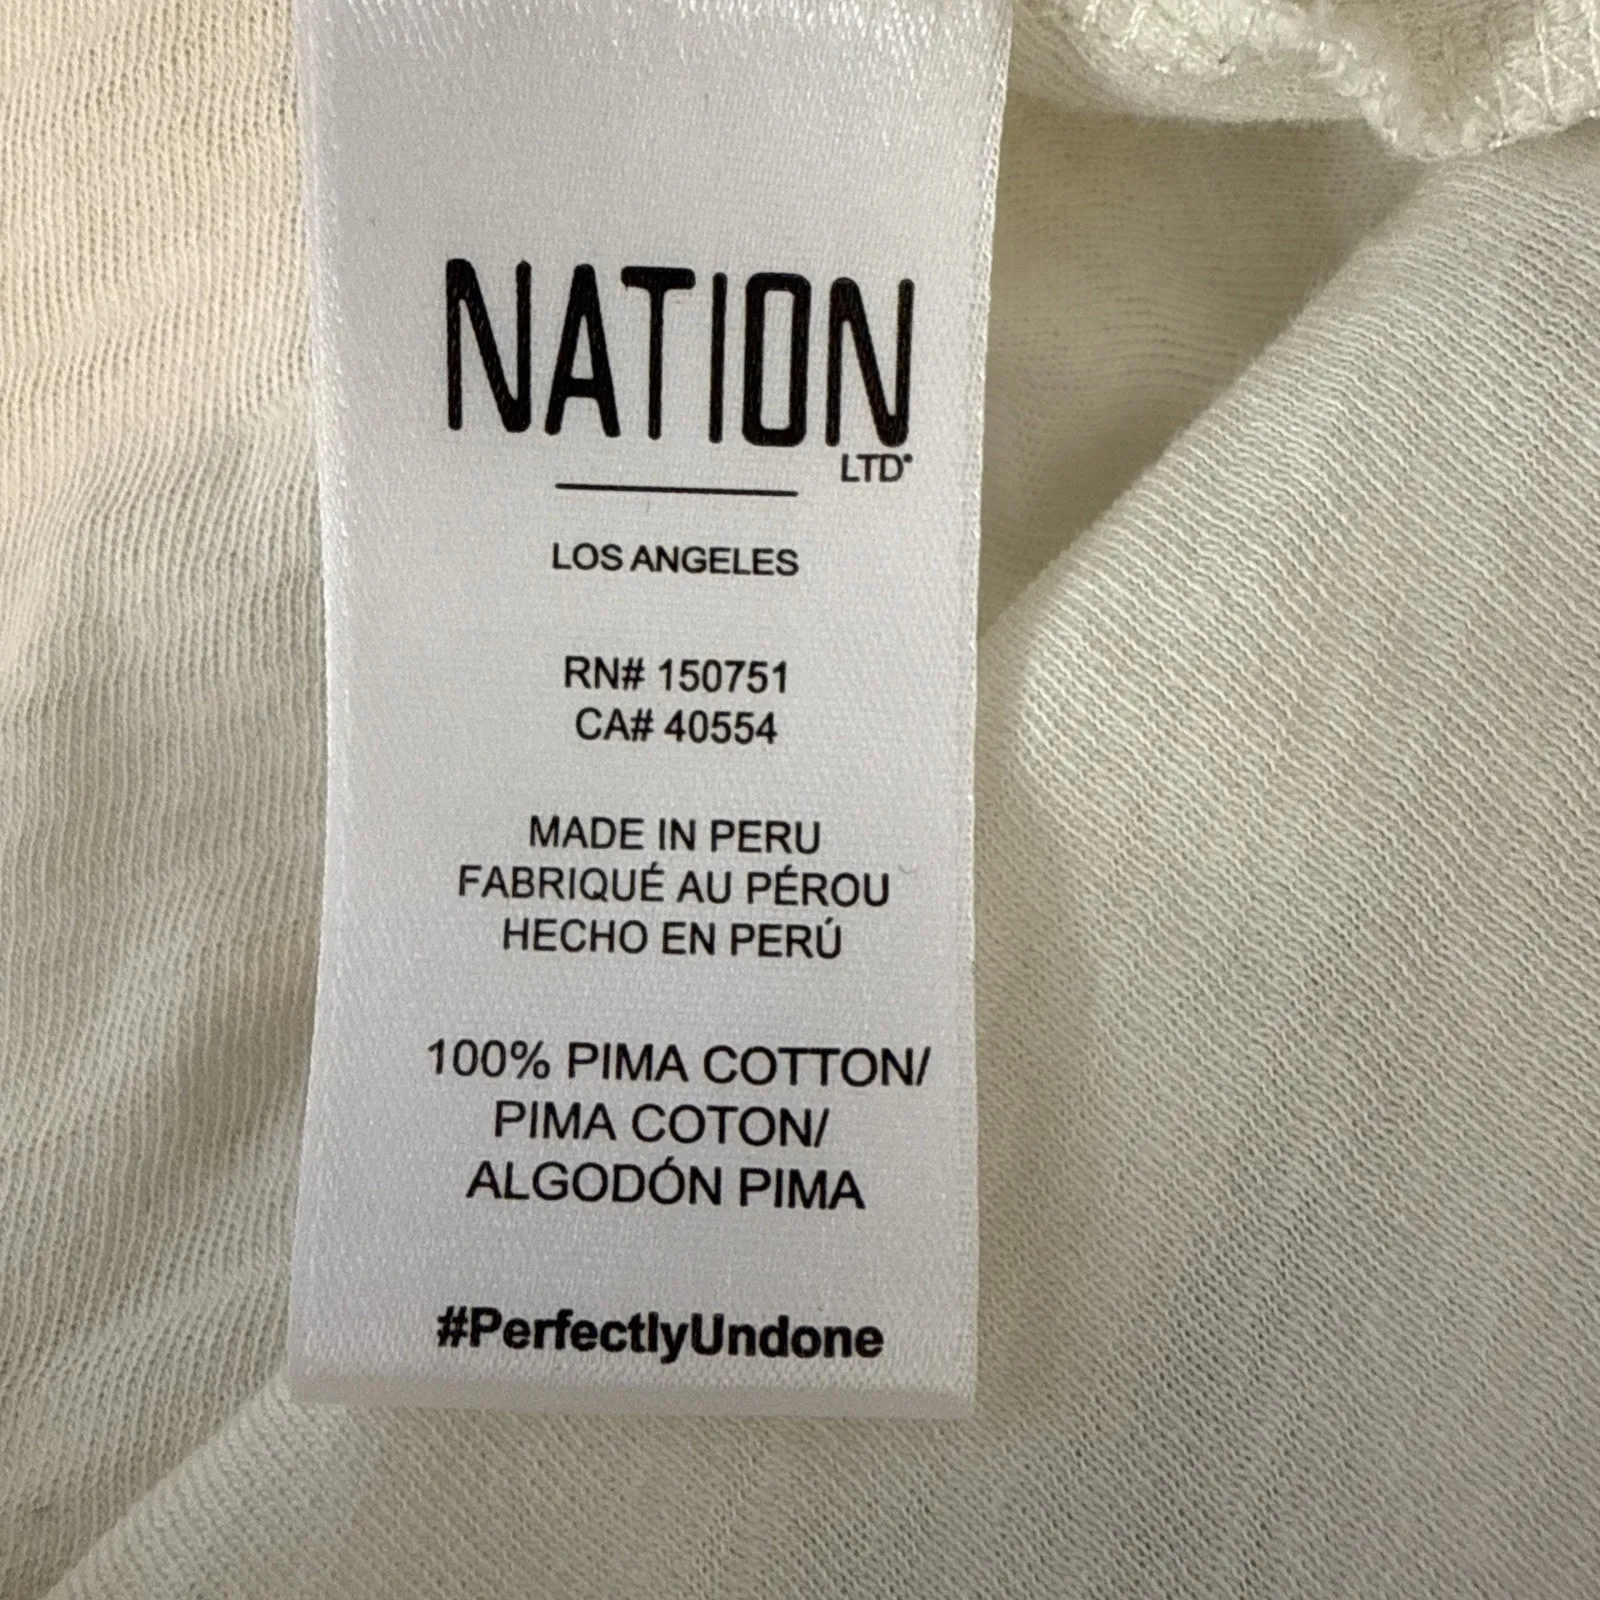 NATION
LTD®
LOS ANGELES
RN# 150751
CA# 40554
MADE IN PERU
FABRIQUÉ AU PÉROU
HECHO EN PERÚ
100% PIMA COTTON/
PIMA COTON/
ALGODÓN PIMA
#PerfectlyUndone